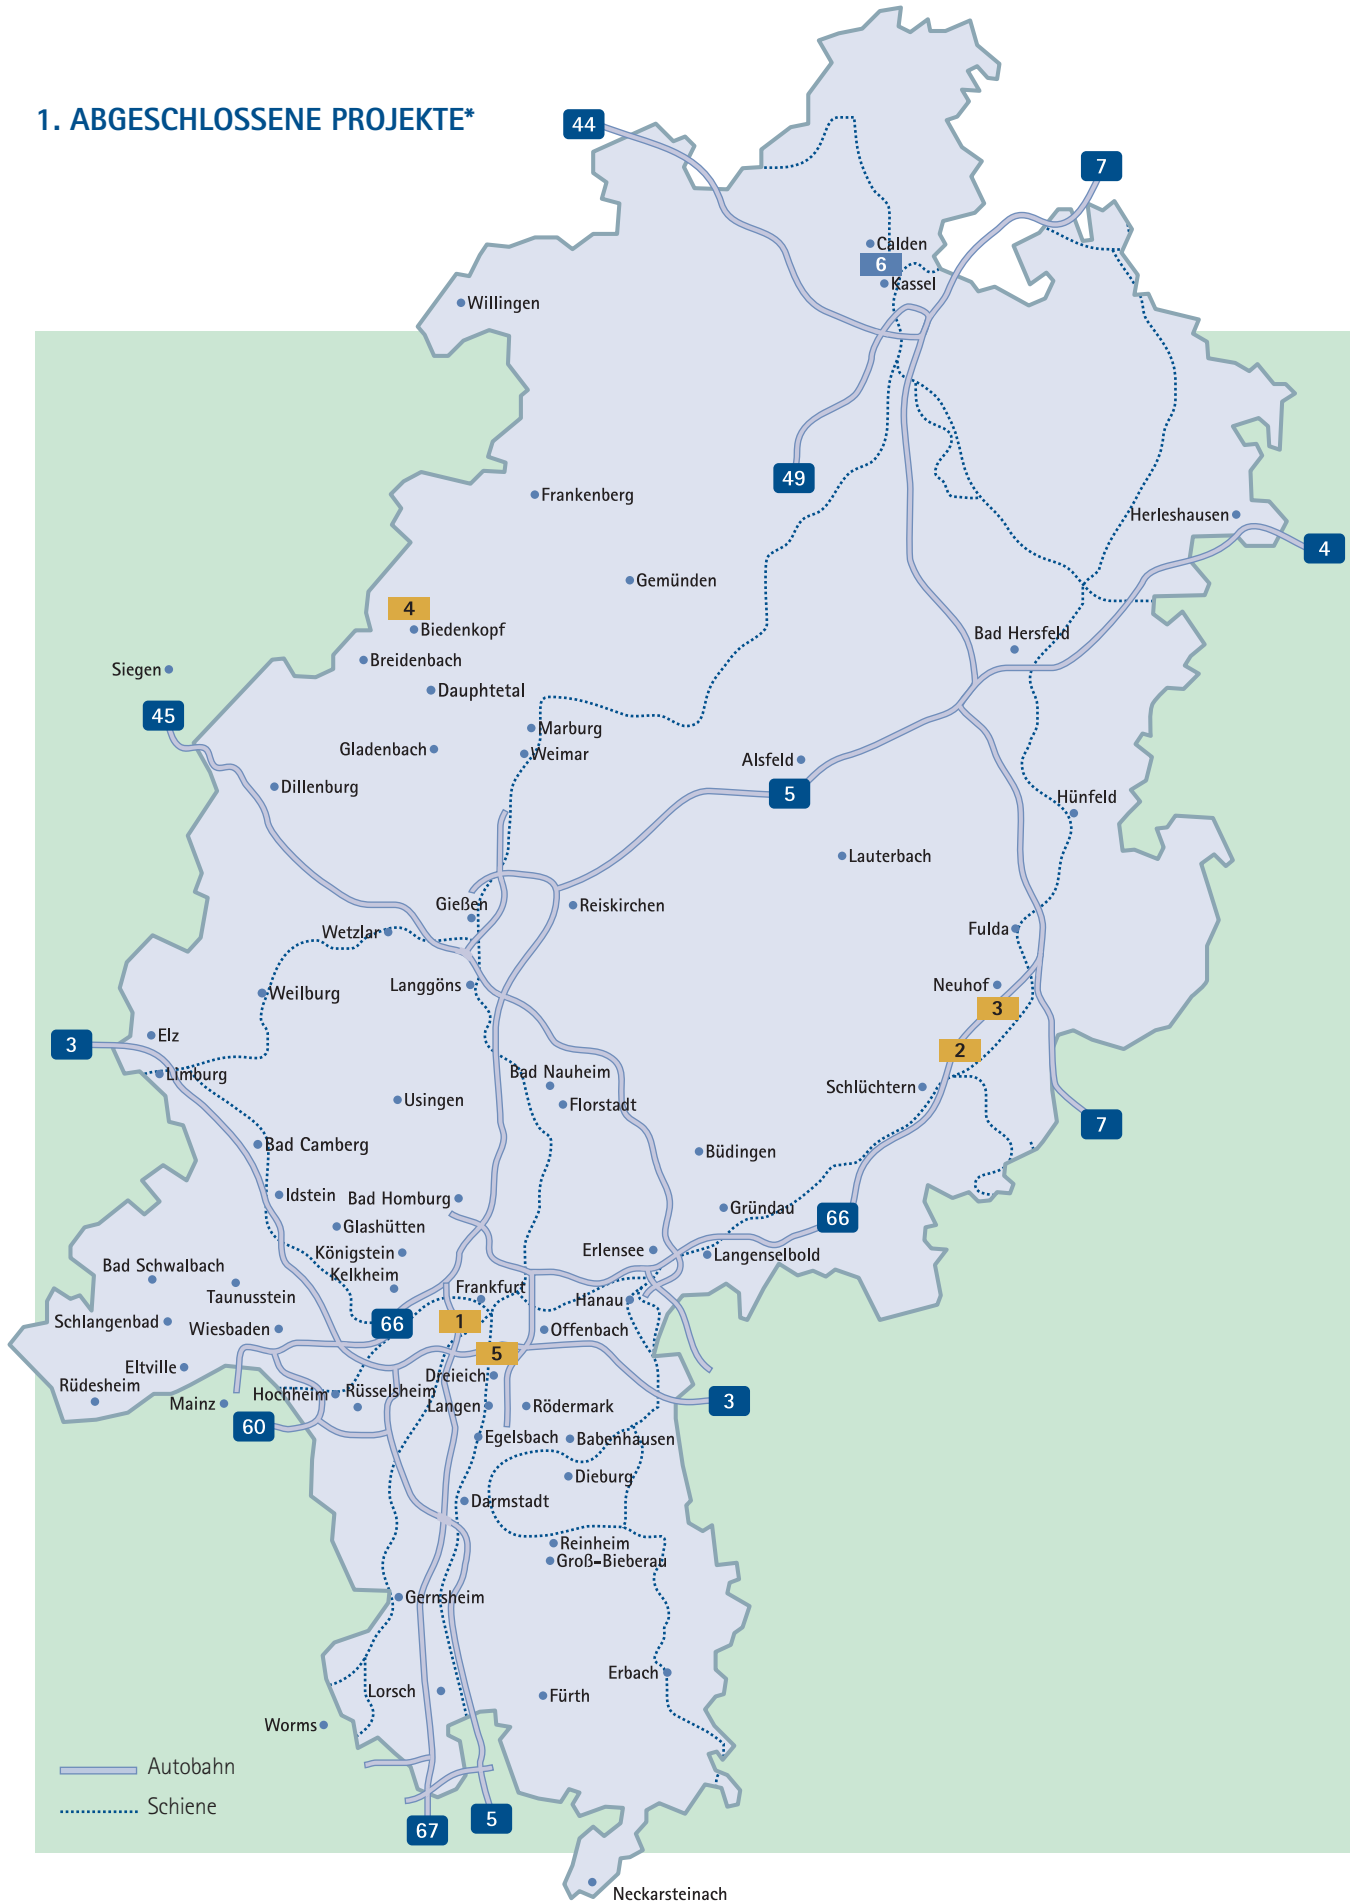 1. ABGESCHLOSSENE PROJEKTE*
44
7
Calden
6
Kassel
Willingen
49
Frankenberg
Herleshausen
4
Gemünden
4
Biedenkopf
Bad Hersfeld
Breidenbach
Siegen
Dauphtetal
45
Marburg
Gladenbach
Weimar
Alsfeld
Dillenburg
5
Hünfeld
Lauterbach
Gießen
Reiskirchen
Wetzlar
Fulda
Langgöns
Neuhof
Weilburg
3
Elz
3
2
Limburg
Bad Nauheim
Schlüchtern
Usingen
Florstadt
7
Bad Camberg
Büdingen
Idstein
Bad Homburg
Gründau
66
Glashütten
Königstein
Erlensee
Langenselbold
Bad Schwalbach
Kelkheim
Taunusstein
Frankfurt
Hanau
Schlangenbad
Wiesbaden
66
1
Offenbach
5
Eltville
Dreieich
Rüdesheim
Mainz
Hochheim
Rüsselsheim
Langen
Rödermark
3
60
Egelsbach
Babenhausen
Dieburg
Darmstadt
Reinheim
Groß-Bieberau
Gernsheim
Erbach
Lorsch
Fürth
Worms
Autobahn
Schiene
67
5
Neckarsteinach